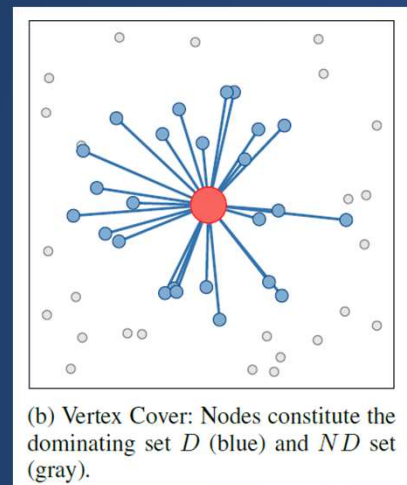 (b) Vertex Cover: Nodes constitute the
dominating set D (blue) and ND set
(gray).